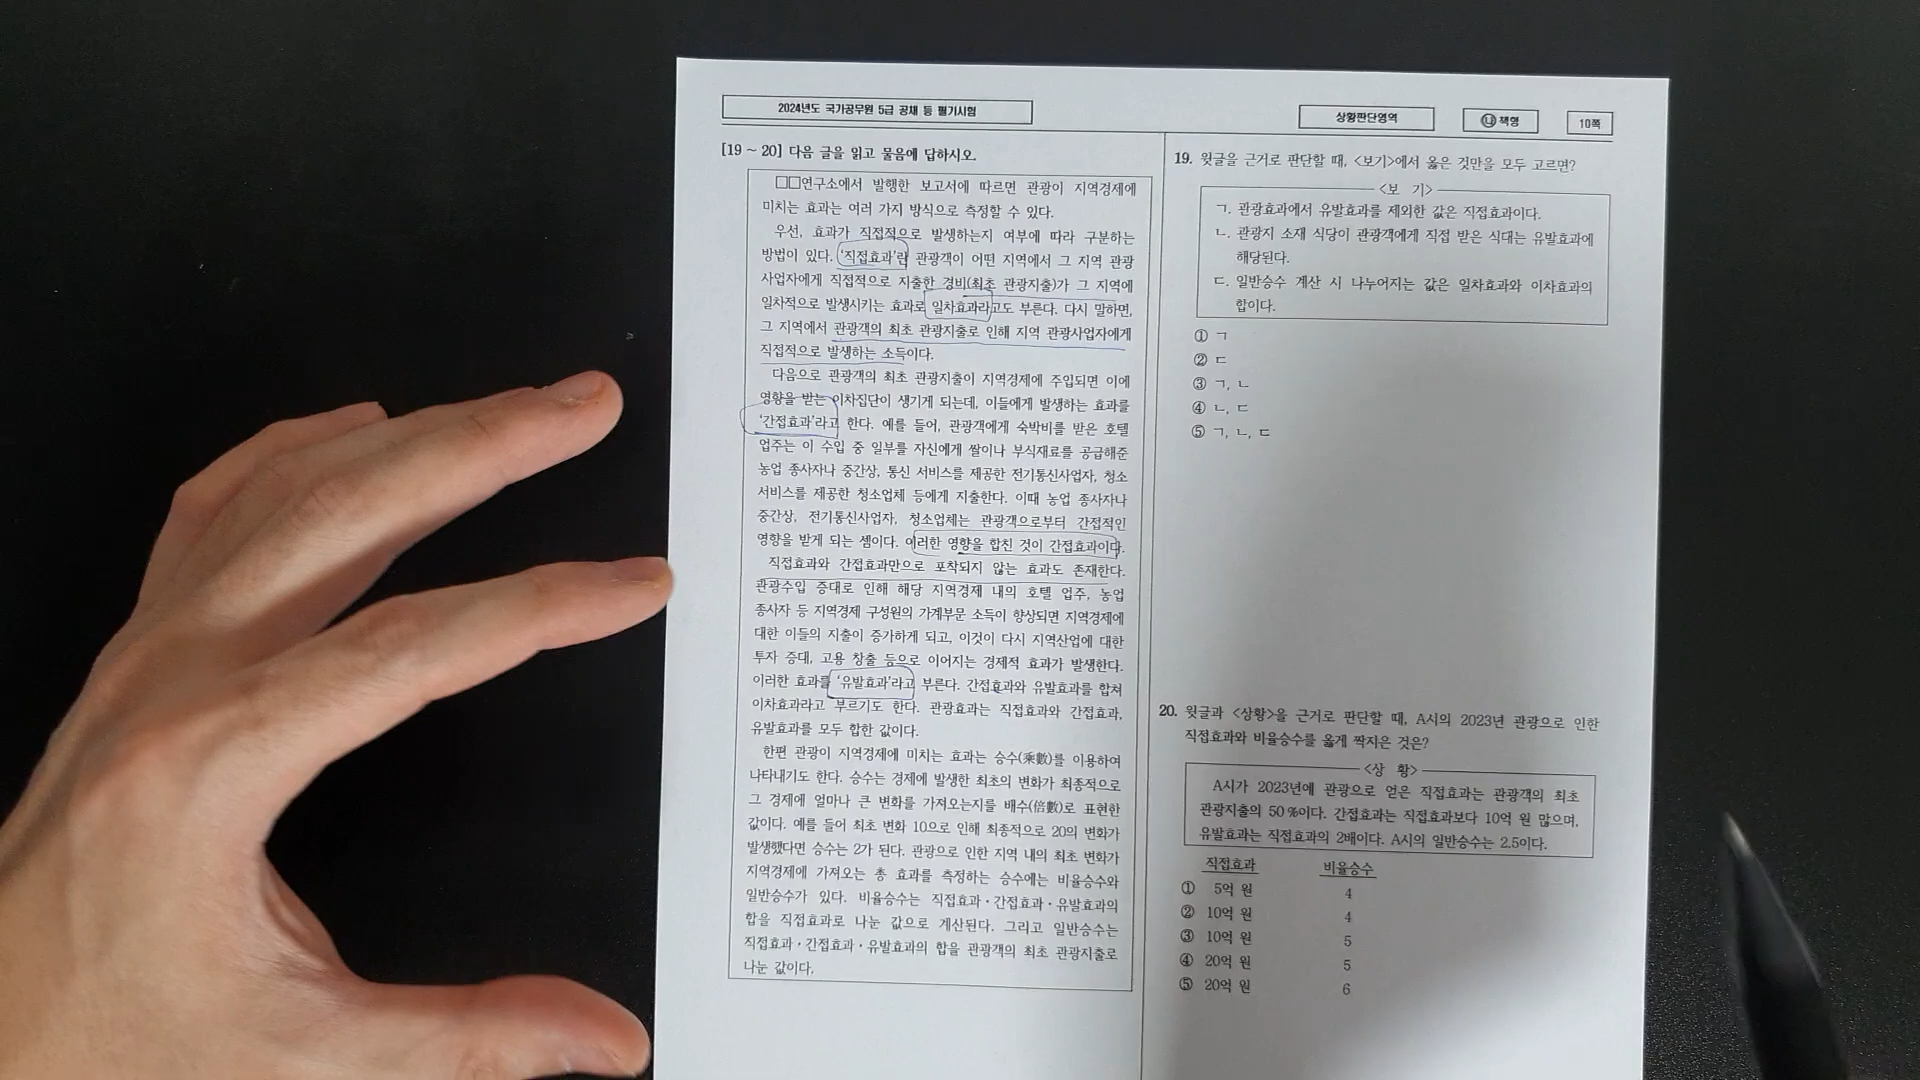 2024년도 국가공무원 5급 공채 등 필기시험
상황판단영역
㉯ 책형
10쪽
[19 ~ 20] 다음 글을 읽고 물음에 답하시오.
□□연구소에서 발행한 보고서에 따르면 관광이 지역경제에
미치는 효과는 여러 가지 방식으로 측정할 수 있다.
우선, 효과가 직접적으로 발생하는지 여부에 따라 구분하는
방법이 있다. '직접효과'란 관광객이 어떤 지역에서 그 지역 관광
사업자에게 직접적으로 지출한 경비(최초 관광지출)가 그 지역에
일차적으로 발생시키는 효과로 일차효과라고도 부른다. 다시 말하면,
그 지역에서 관광객의 최초 관광지출로 인해 지역 관광사업자에게
직접적으로 발생하는 소득이다.
다음으로 관광객의 최초 관광지출이 지역경제에 주입되면 이에
영향을 받는 이차집단이 생기게 되는데, 이들에게 발생하는 효과를
'간접효과'라고 한다. 예를 들어, 관광객에게 숙박비를 받은 호텔
업주는 이 수입 중 일부를 자신에게 쌀이나 부식재료를 공급해준
농업 종사자나 중간상, 통신 서비스를 제공한 전기통신사업자, 청소
서비스를 제공한 청소업체 등에게 지출한다. 이때 농업 종사자나
중간상, 전기통신사업자, 청소업체는 관광객으로부터 간접적인
영향을 받게 되는 셈이다. 이러한 영향을 합친 것이 간접효과이다.
직접효과와 간접효과만으로 포착되지 않는 효과도 존재한다.
관광수입 증대로 인해 해당 지역경제 내의 호텔 업주, 농업
종사자 등 지역경제 구성원의 가계부문 소득이 향상되면 지역경제에
대한 이들의 지출이 증가하게 되고, 이것이 다시 지역산업에 대한
투자 증대, 고용 창출 등으로 이어지는 경제적 효과가 발생한다.
이러한 효과를 '유발효과'라고 부른다. 간접효과와 유발효과를 합쳐
이차효과라고 부르기도 한다. 관광효과는 직접효과와 간접효과,
유발효과를 모두 합한 값이다.
한편 관광이 지역경제에 미치는 효과는 승수(乘數)를 이용하여
나타내기도 한다. 승수는 경제에 발생한 최초의 변화가 최종적으로
그 경제에 얼마나 큰 변화를 가져오는지를 배수(倍數)로 표현한
값이다. 예를 들어 최초 변화 10으로 인해 최종적으로 20의 변화가
발생했다면 승수는 2가 된다. 관광으로 인한 지역 내의 최초 변화가
지역경제에 가져오는 총 효과를 측정하는 승수에는 비율승수와
일반승수가 있다. 비율승수는 직접효과·간접효과·유발효과의
합을 직접효과로 나눈 값으로 계산된다. 그리고 일반승수는
직접효과·간접효과·유발효과의 합을 관광객의 최초 관광지출로
나눈 값이다.
19. 윗글을 근거로 판단할 때, <보기>에서 옳은 것만을 모두 고르면?
<보 기>
ㄱ. 관광효과에서 유발효과를 제외한 값은 직접효과이다.
ㄴ. 관광지 소재 식당이 관광객에게 직접 받은 식대는 유발효과에
해당된다.
ㄷ. 일반승수 계산 시 나누어지는 값은 일차효과와 이차효과의
합이다.
① ㄱ
② ㄷ
③ ㄱ, ㄴ
④ ㄴ, ㄷ
⑤ ㄱ, ㄴ, ㄷ
20. 윗글과 <상황>을 근거로 판단할 때, A시의 2023년 관광으로 인한
직접효과와 비율승수를 옳게 짝지은 것은?
<상 황>
A시가 2023년에 관광으로 얻은 직접효과는 관광객의 최초
관광지출의 50 %이다. 간접효과는 직접효과보다 10억 원 많으며,
유발효과는 직접효과의 2배이다. A시의 일반승수는 2.5이다.
직접효과 비율승수
① 5억 원 4
② 10억 원 4
③ 10억 원 5
④ 20억 원 5
⑤ 20억 원 6